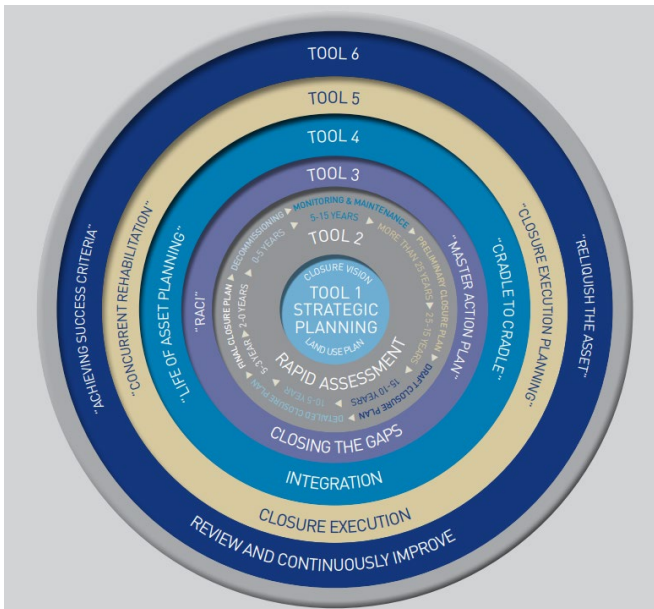 TOOL 6
"ACHIEVING SUCCESS CRITERIA"
"RELIQUISH THE ASSET"
REVIEW AND CONTINUOUSLY IMPROVE
TOOL 5
"CONCURRENT REHABILITATION"
"CLOSURE EXECUTION PLANNING"
CLOSURE EXECUTION
TOOL 4
"LIFE OF ASSET PLANNING"
"CRADLE TO CRADLE"
INTEGRATION
TOOL 3
"RACI"
"MASTER ACTION PLAN"
CLOSING THE GAPS
TOOL 2
RAPID ASSESSMENT
MONITORING & MAINTENANCE
5-15 YEARS
MORE THAN 25 YEARS
PRELIMINARY CLOSURE PLAN
25-15 YEARS
DRAFT CLOSURE PLAN
15-10 YEARS
DETAILED CLOSURE PLAN
10-5 YEAR
FINAL CLOSURE PLAN
5-2 YEAR
2-0 YEARS
DECOMMISSIONING
0-5 YEARS
CLOSURE VISION
TOOL 1
STRATEGIC
PLANNING
LAND USE PLAN